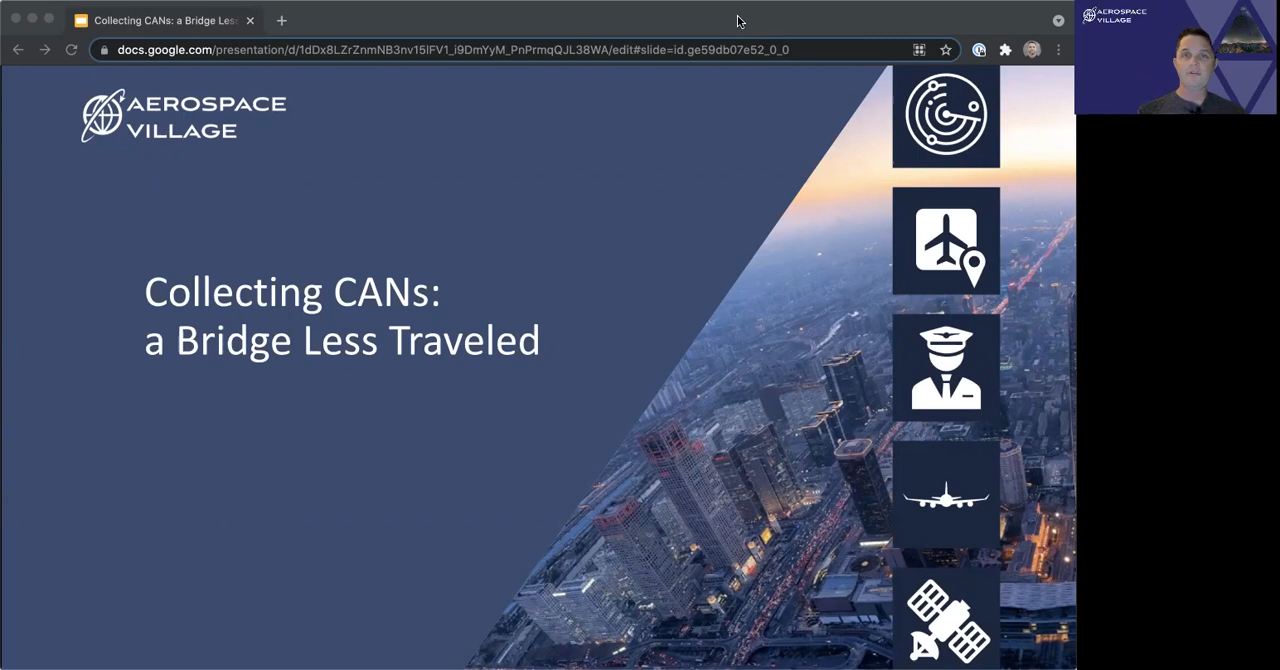 Collecting CANs: a Bridge Less
docs.google.com/presentation/d/1dDx8LZrZnmNB3nv15lFV1_i9DmYyM_PnPrmqQJL38WA/edit#slide=id.ge59db07e52_0_0
AEROSPACE
VILLAGE
AEROSPACE
VILLAGE
Collecting CANs:
a Bridge Less Traveled